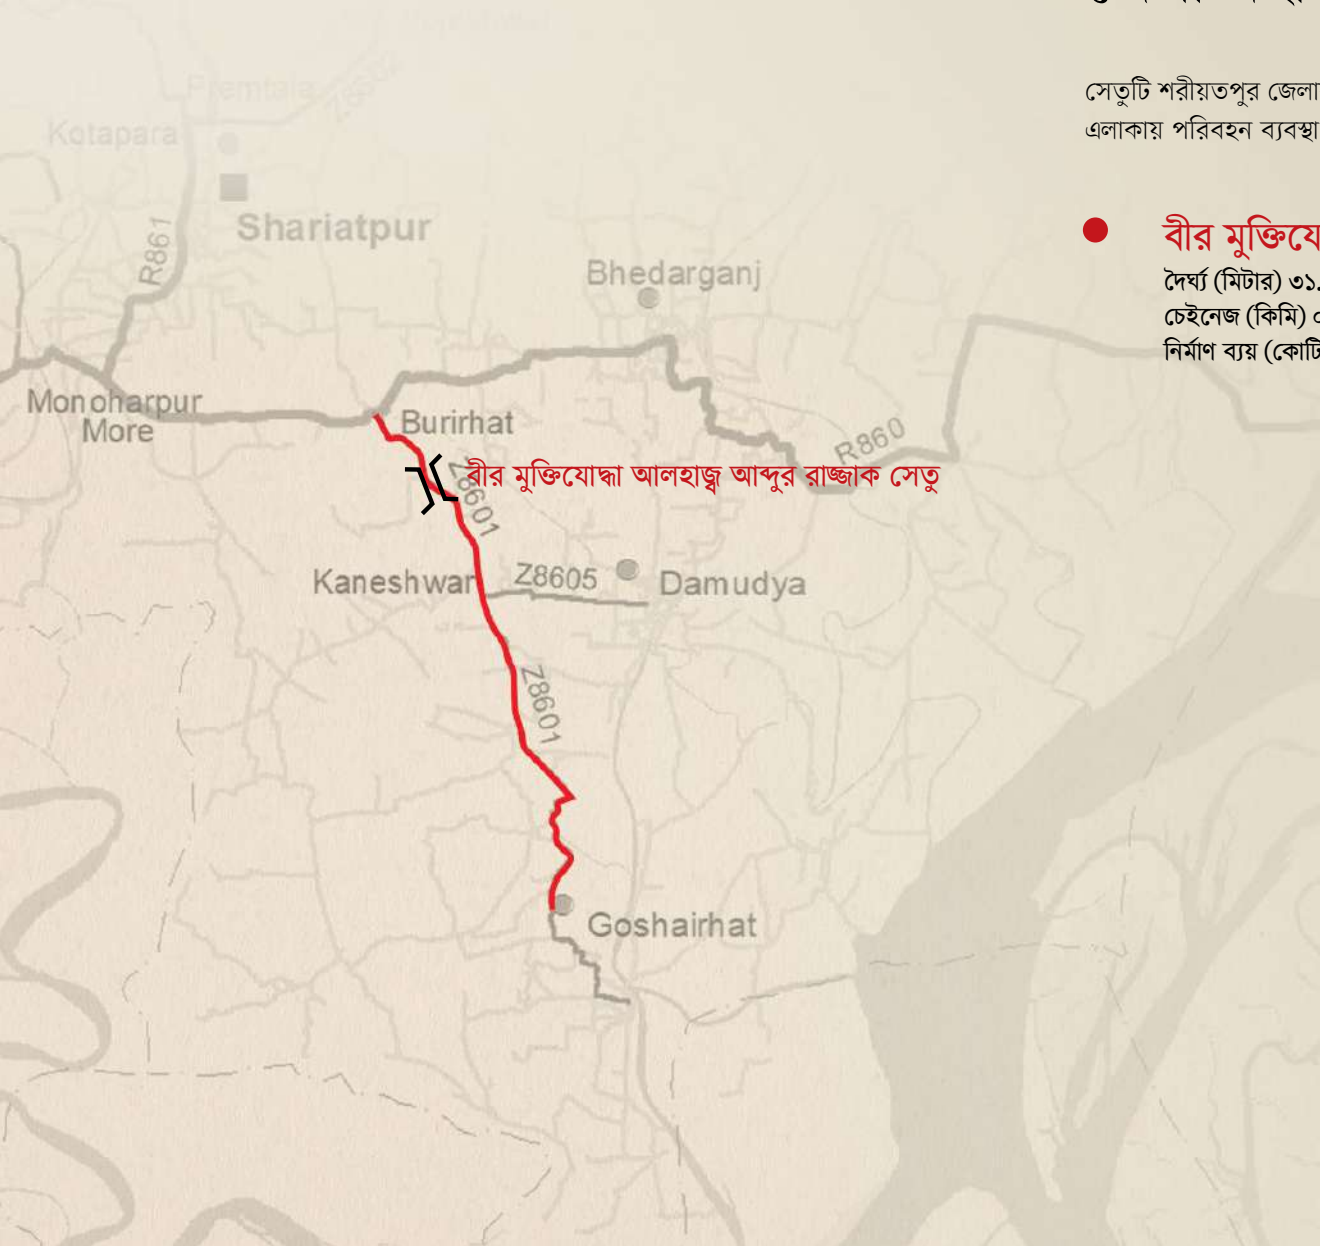 Premtala
Kotapara
Shariatpur
R861
Bhedarganj
Monoharpur
More
Burirhat
R860
Z8601
বীর মুক্তিযোদ্ধা আলহাজ্ব আব্দুর রাজ্জাক সেতু
Kaneshwar
Z8605
Damudya
Z8601
Goshairhat
সেতুটি শরীয়তপুর জেলা
এলাকায় পরিবহন ব্যবস্থা
বীর মুক্তিযে
দৈর্ঘ্য (মিটার) ৩১.
চেইনেজ (কিমি)
নির্মাণ ব্যয় (কোটি